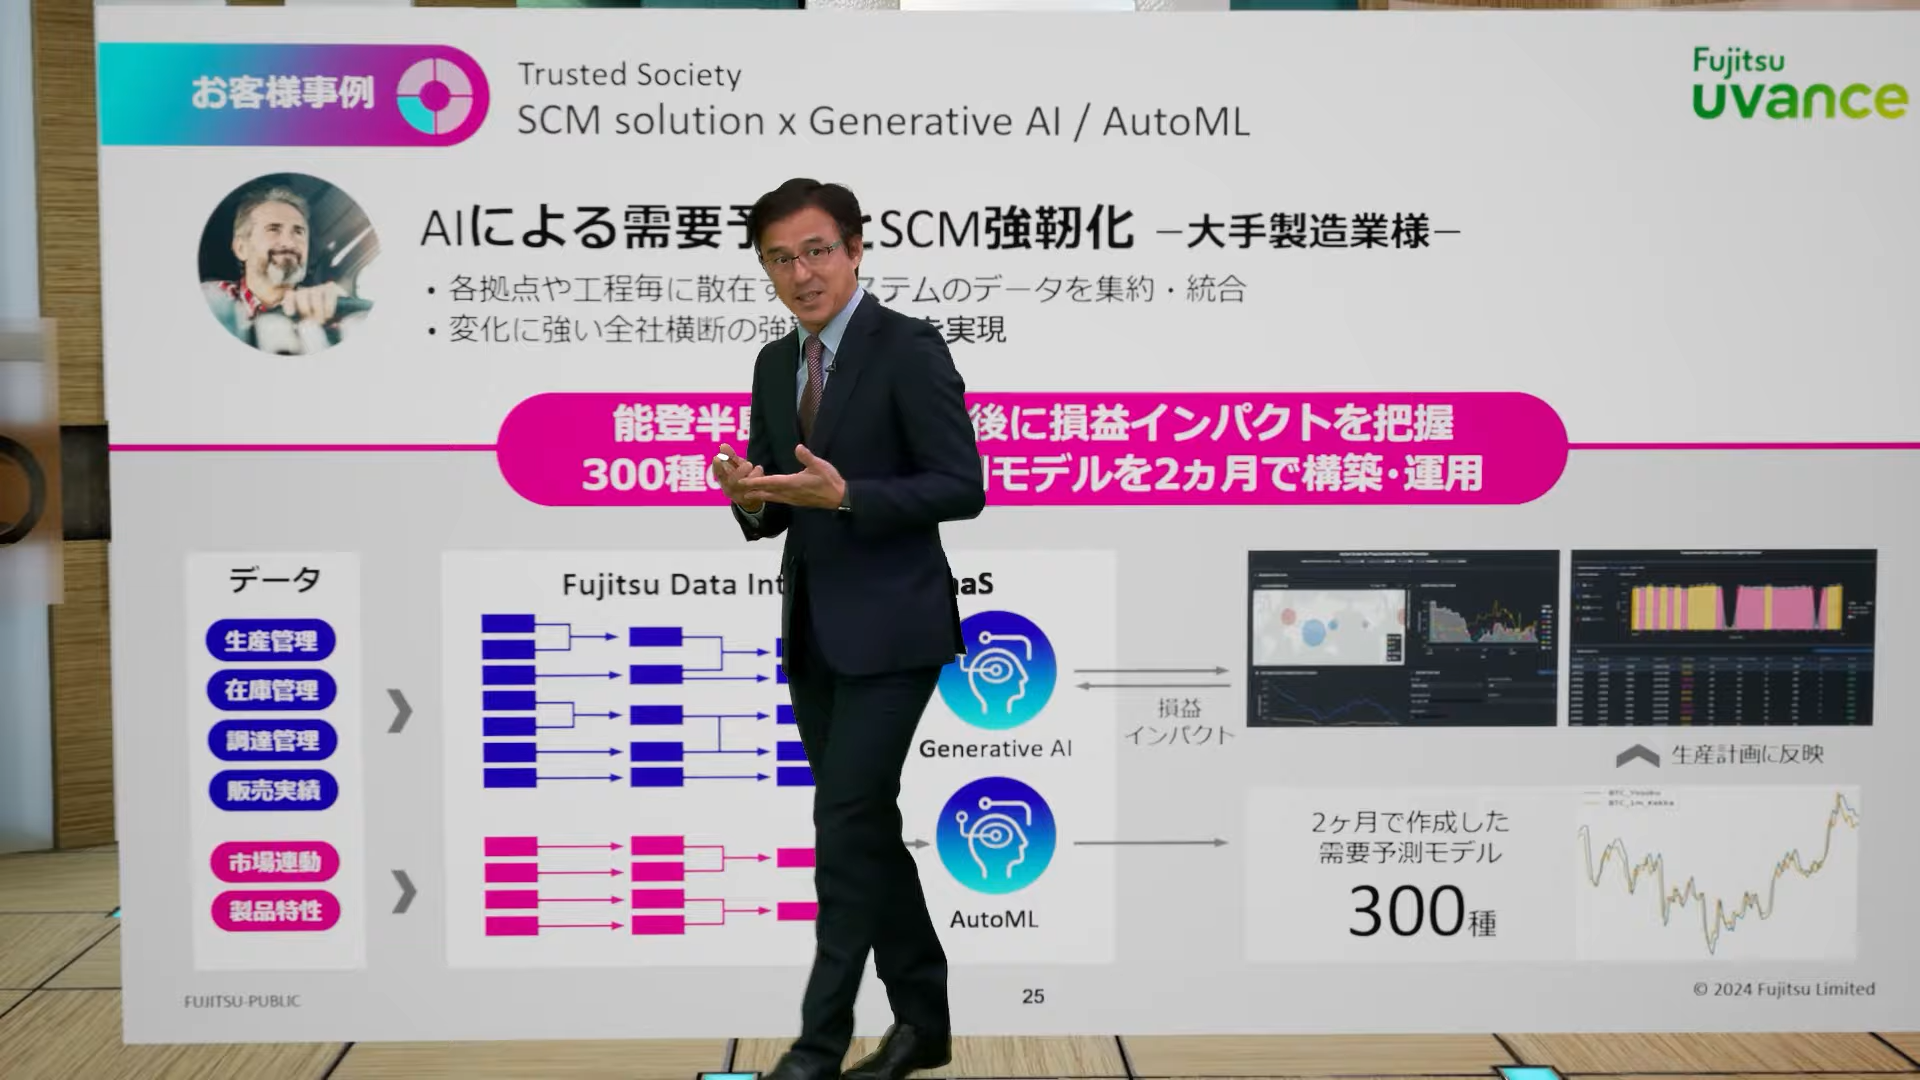 お客様事例
Trusted Society
SCM solution x Generative AI / AutoML
Fujitsu
uvance
AIによる需要予 とSCM強靭化 －大手製造業様－
・各拠点や工程毎に散在す ステムのデータを集約・統合
・変化に強い全社横断の強 を実現
能登半島 後に損益インパクトを把握
300種の モデルを2ヵ月で構築・運用
データ
生産管理
在庫管理
調達管理
販売実績
市場連動
製品特性
Fujitsu Data Int aaS
Generative AI
AutoML
損益
インパクト
生産計画に反映
2ヶ月で作成した
需要予測モデル
300種
FUJITSU-PUBLIC
25
© 2024 Fujitsu Limited